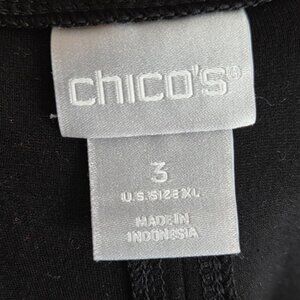 chico's®
3
U.S. SIZE XL
MADE IN
INDONESIA